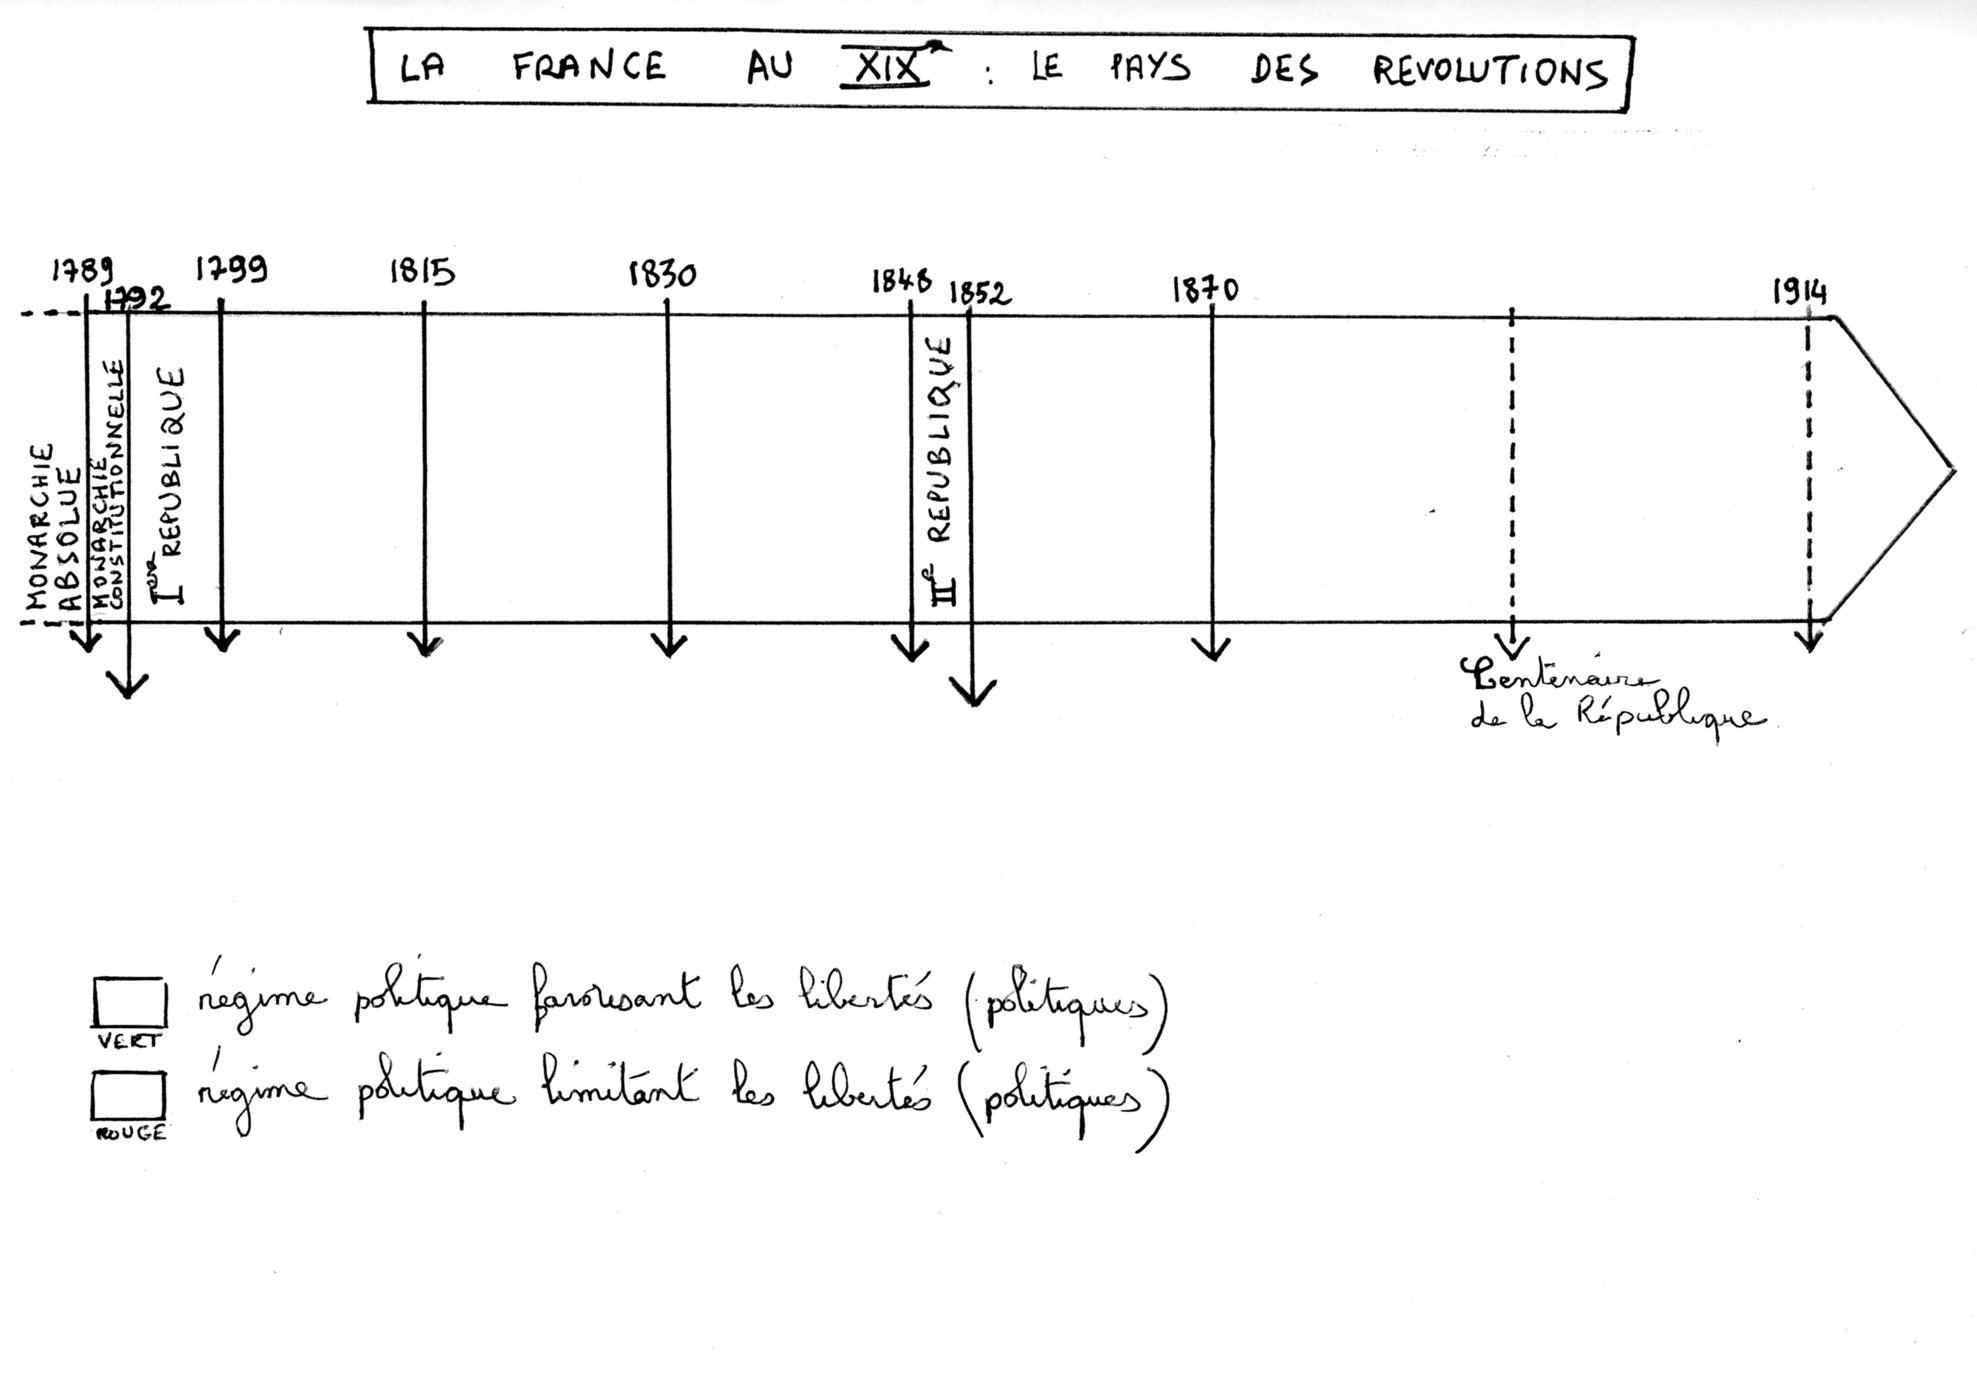 LA FRANCE AU XIXe : LE PAYS DES REVOLUTIONS
1789
1792
1799
1815
1830
1848
1852
1870
1914
MONARCHIE
ABSOLUE
MONARCHIE
CONSTITUTIONNELLE
Iere REPUBLIQUE
IIe REPUBLIQUE
Centenaire
de la République
régime politique favorisant les libertés (politiques)
VERT
régime politique limitant les libertés (politiques)
ROUGE